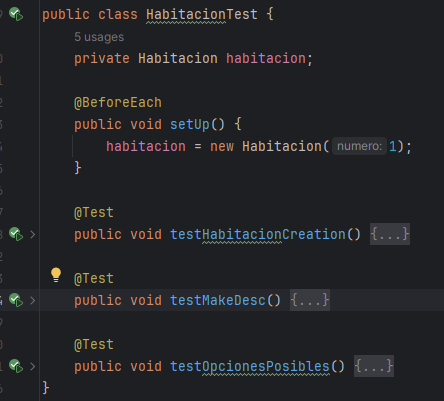 public class HabitacionTest {
5 usages
private Habitacion habitacion;
@BeforeEach
public void setUp() {
habitacion = new Habitacion( numero: 1);
}
@Test
public void testHabitacionCreation() {...}
@Test
public void testMakeDesc() {...}
@Test
public void testOpcionesPosibles() {...}
}